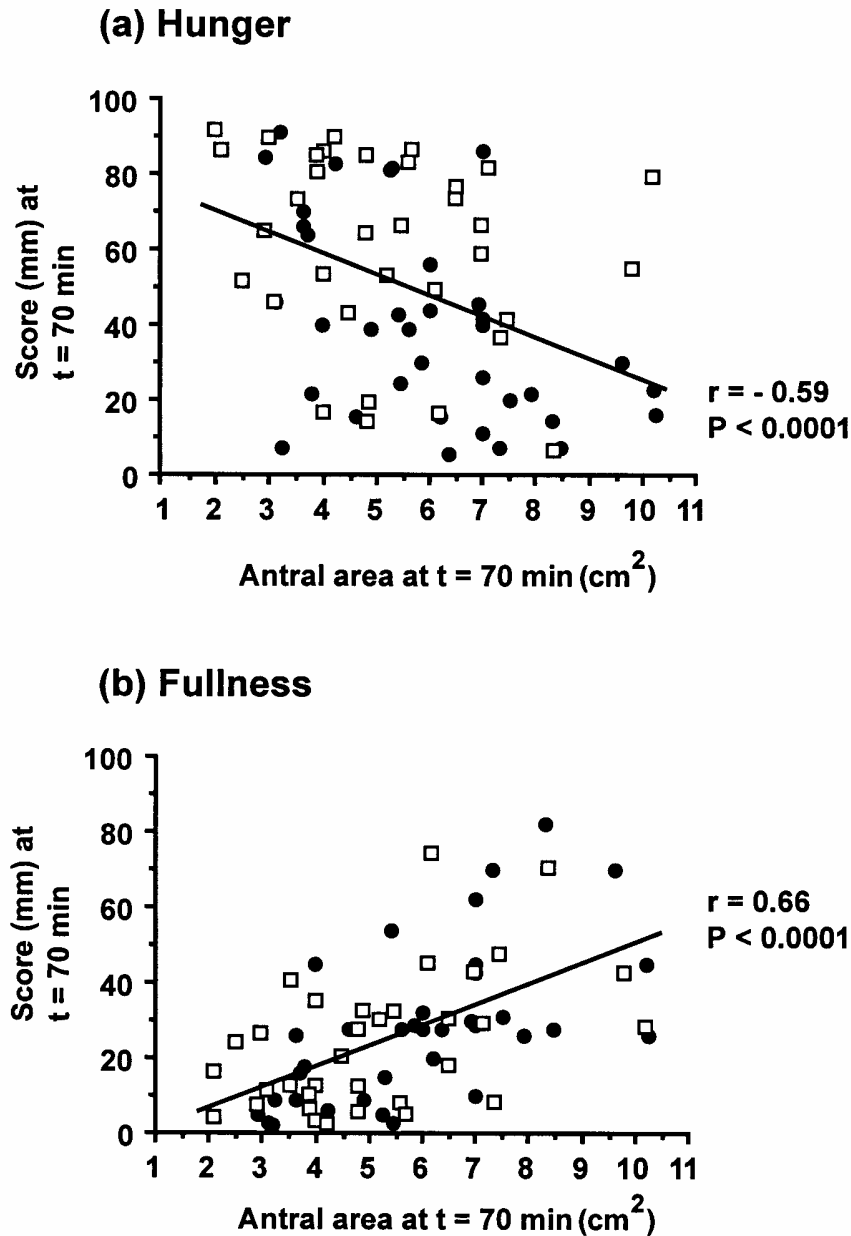 (a) Hunger
100
80
60
40
20
0
Score (mm) at
t = 70 min
r = - 0.59
P < 0.0001
1 2 3 4 5 6 7 8 9 10 11
Antral area at t = 70 min (cm²)
(b) Fullness
100
80
60
40
20
0
Score (mm) at
t = 70 min
r = 0.66
P < 0.0001
1 2 3 4 5 6 7 8 9 10 11
Antral area at t = 70 min (cm²)